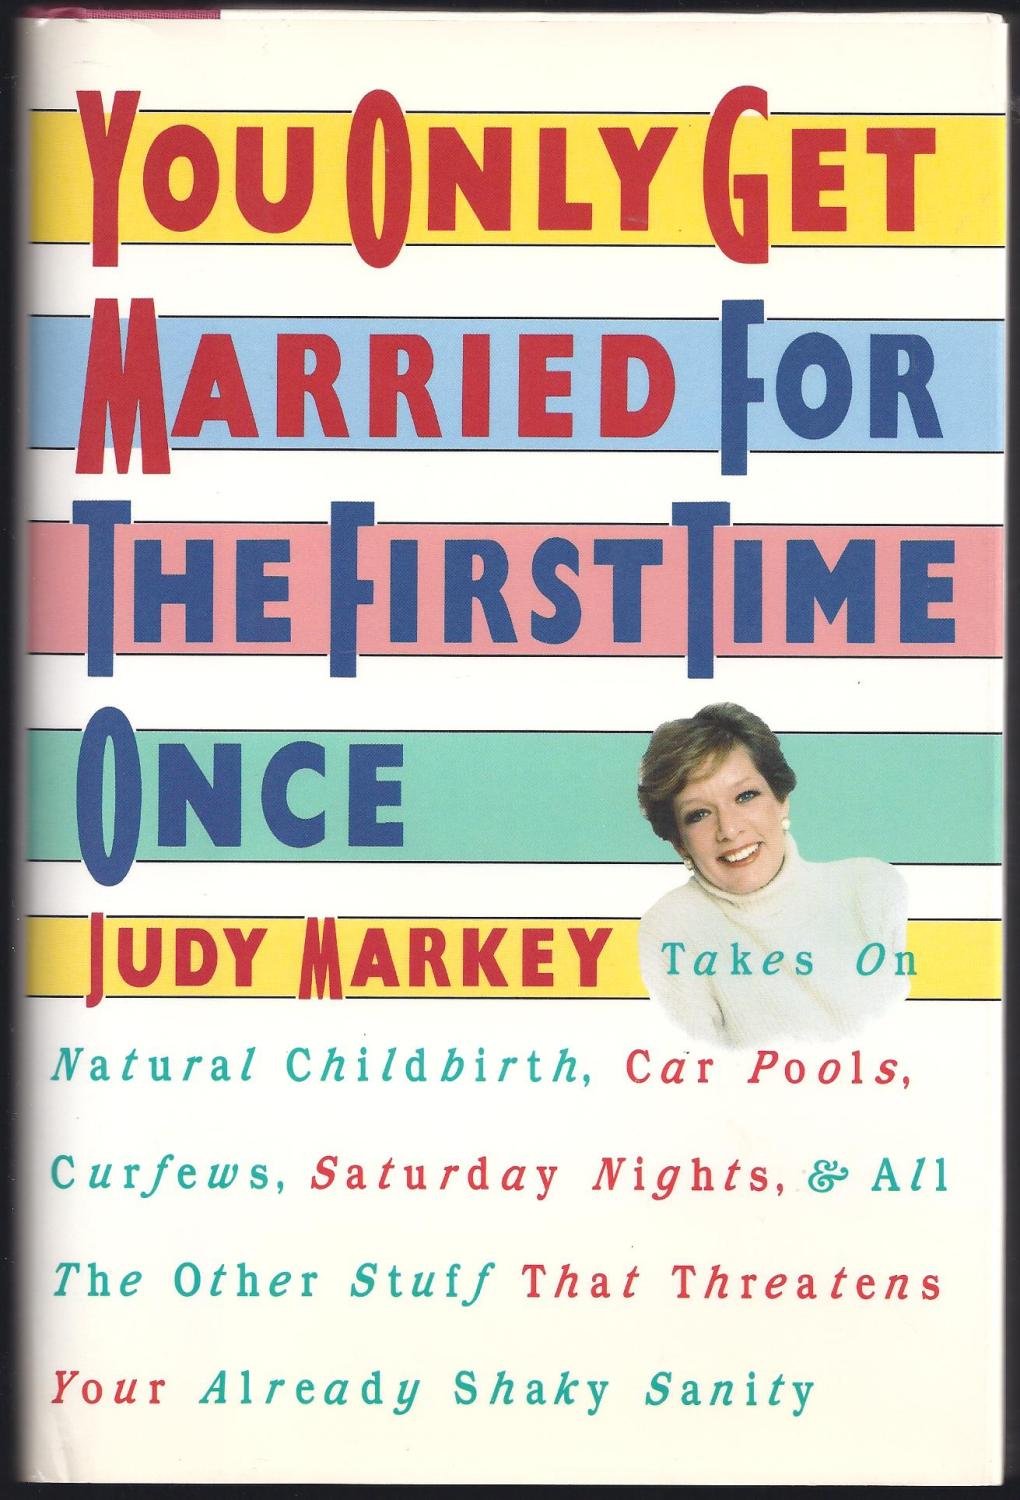 You Only Get
Married For
The First Time
Once
Judy Markey Takes On
Natural Childbirth, Car Pools,
Curfews, Saturday Nights, & All
The Other Stuff That Threatens
Your Already Shaky Sanity